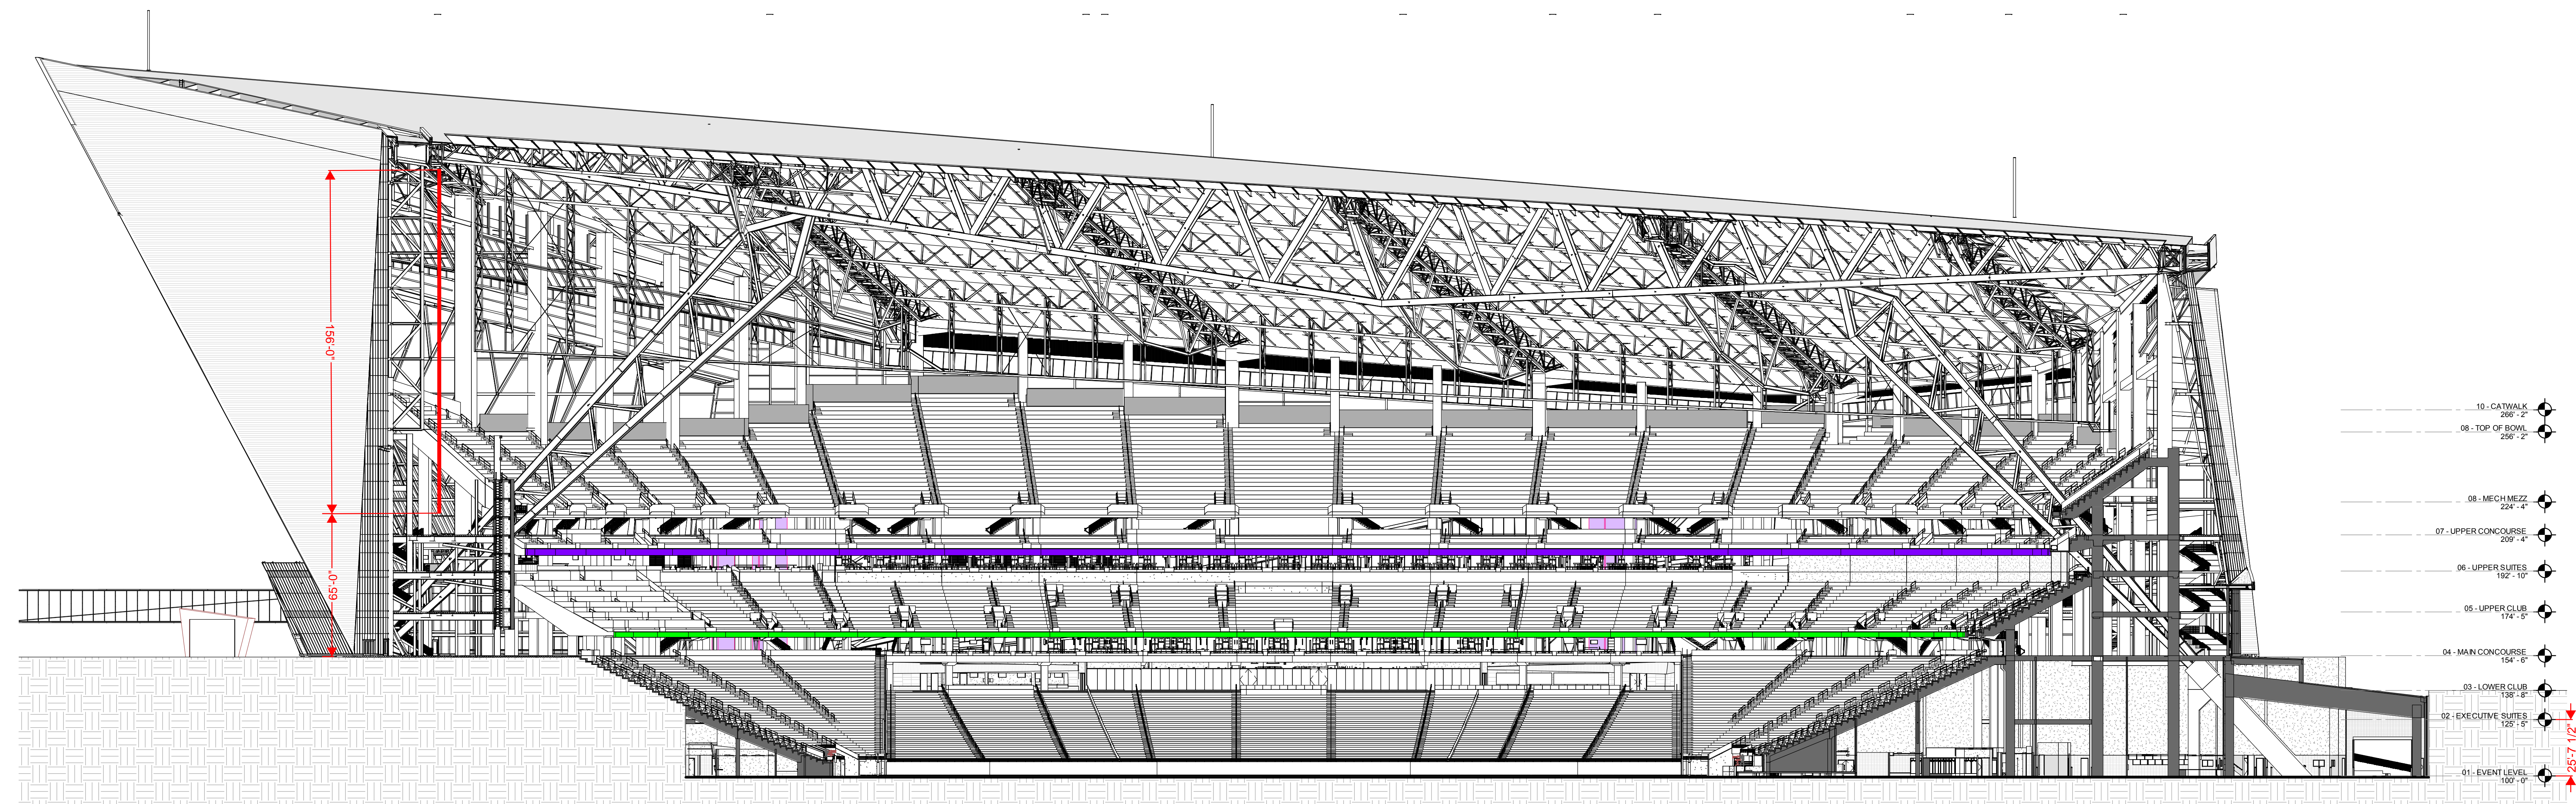 156'-0"
65'-0"
10 - CATWALK
266' - 2"
08 - TOP OF BOWL
256' - 2"
08 - MECH MEZZ
224' - 4"
07 - UPPER CONCOURSE
209' - 4"
06 - UPPER SUITES
192' - 10"
05 - UPPER CLUB
174' - 5"
04 - MAIN CONCOURSE
154' - 6"
03 - LOWER CLUB
138' - 8"
02 - EXECUTIVE SUITES
125' - 5"
01 - EVENT LEVEL
100' - 0"
25'-7 1/2"